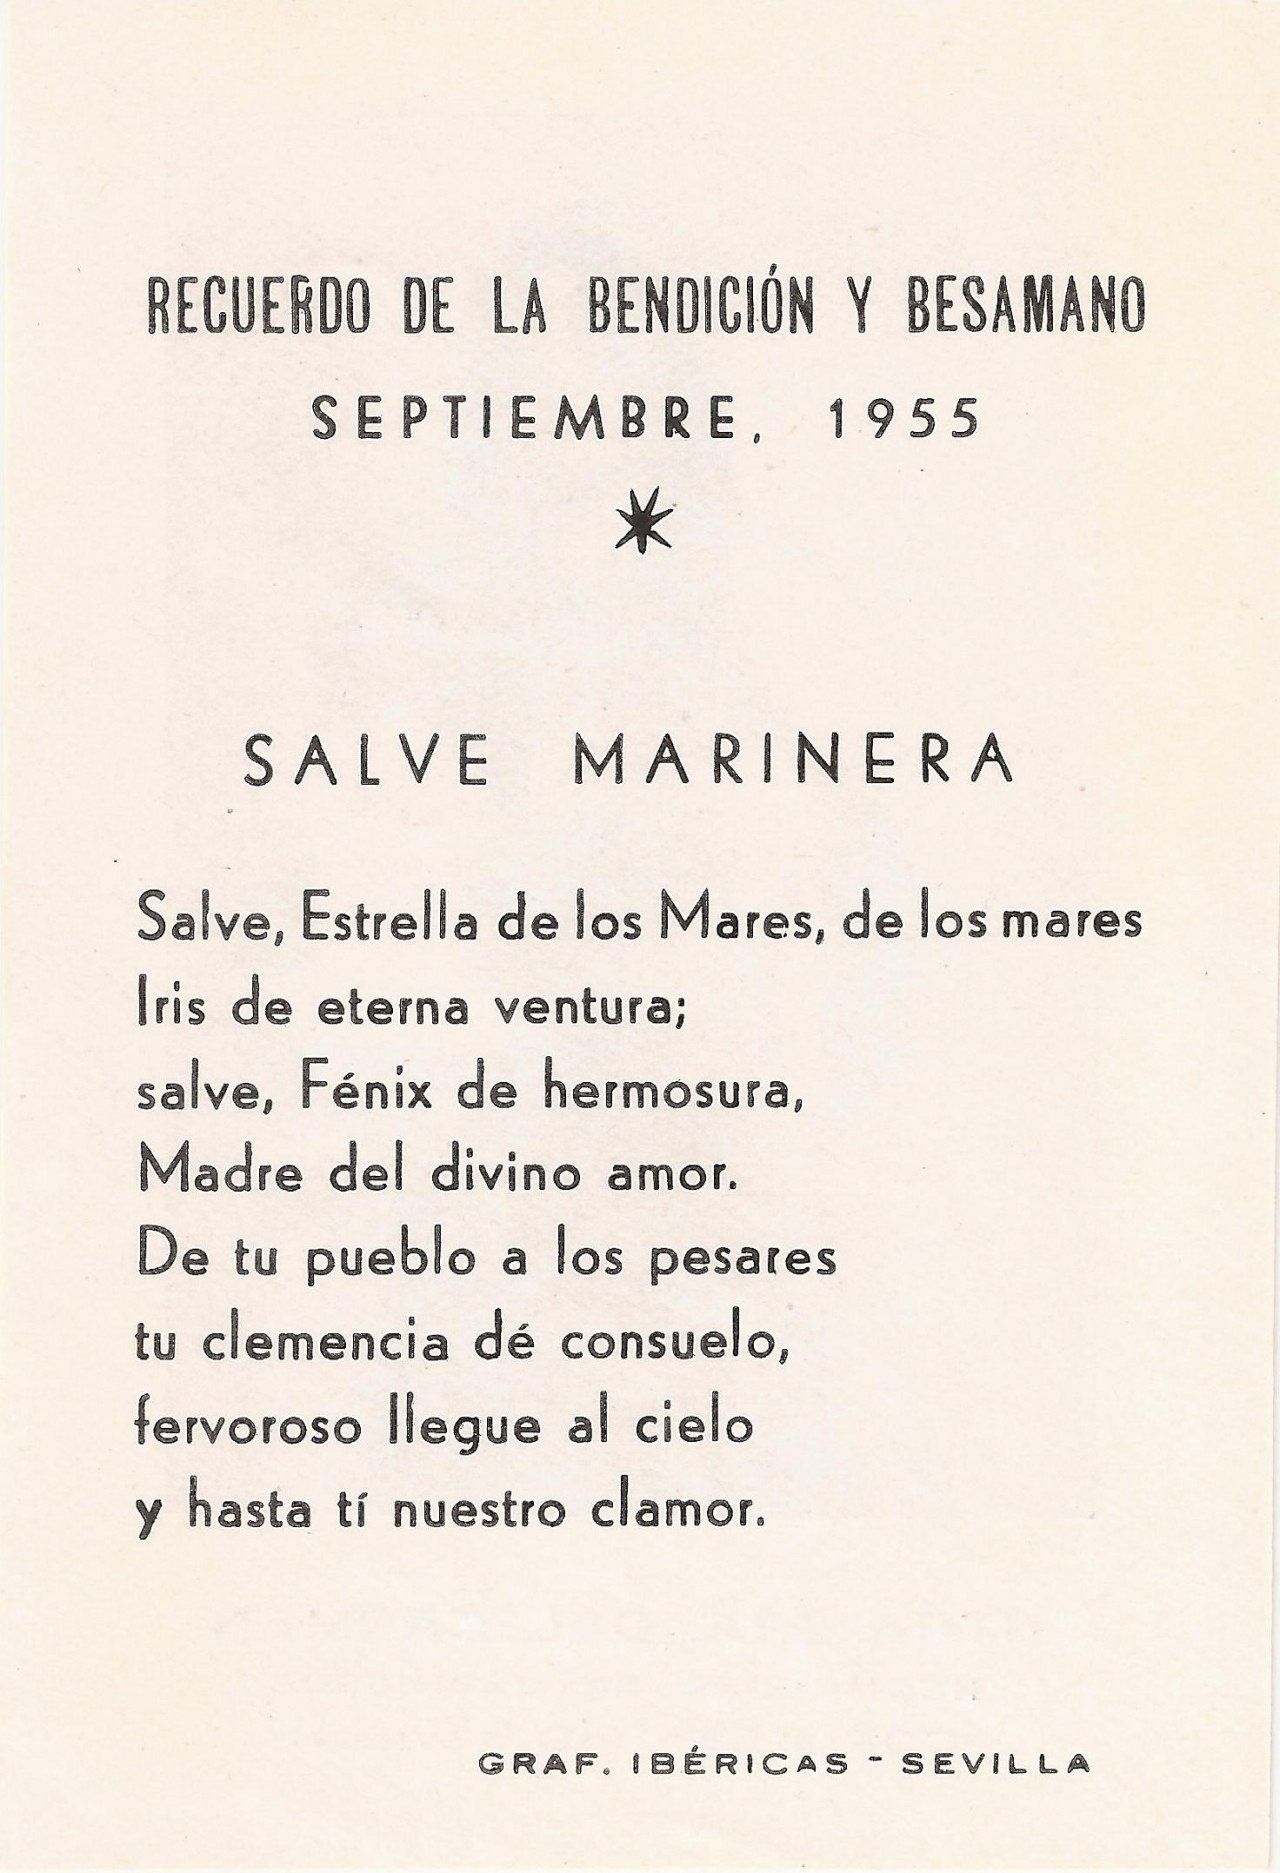 RECUERDO DE LA BENDICIÓN Y BESAMANO
SEPTIEMBRE, 1955
SALVE MARINERA
Salve, Estrella de los Mares, de los mares
Iris de eterna ventura;
salve, Fénix de hermosura,
Madre del divino amor.
De tu pueblo a los pesares
tu clemencia dé consuelo,
fervoroso llegue al cielo
y hasta tí nuestro clamor.
GRAF. IBÉRICAS - SEVILLA